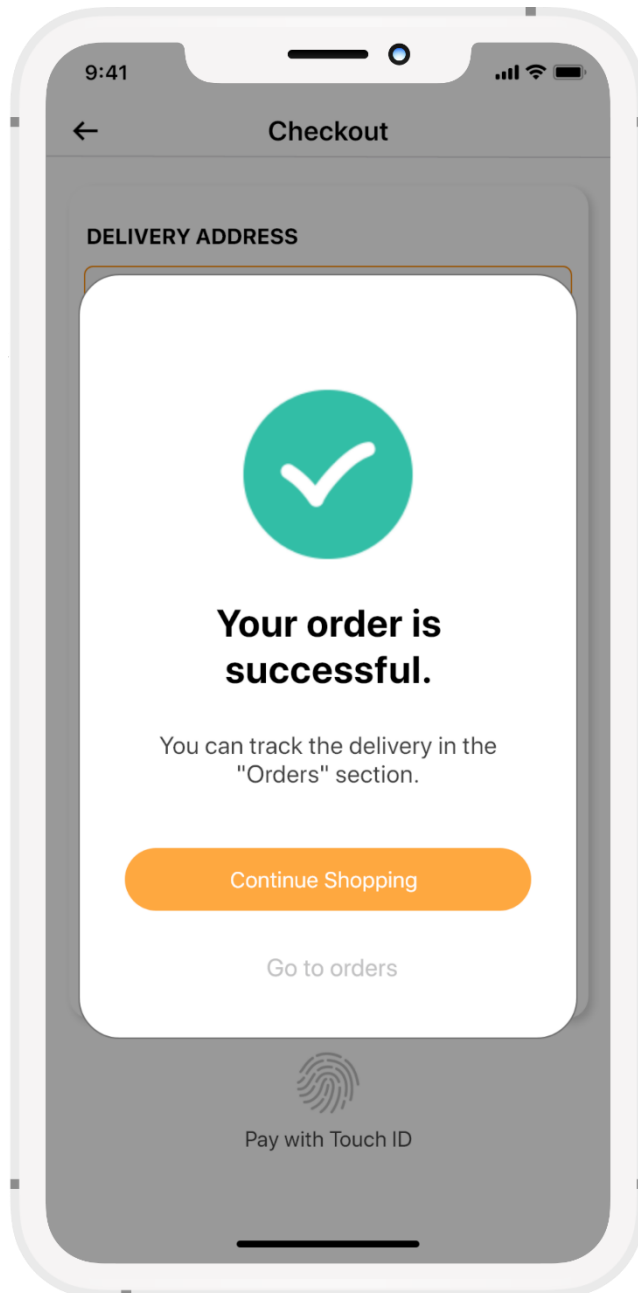 9:41
Checkout
DELIVERY ADDRESS
Your order is
successful.
You can track the delivery in the
"Orders" section.
Continue Shopping
Go to orders
Pay with Touch ID